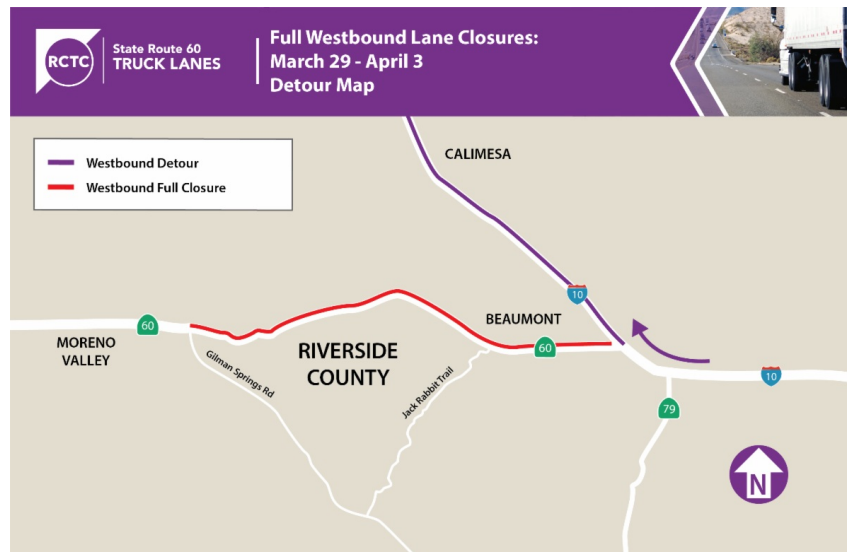 RCTC
State Route 60
TRUCK LANES
Full Westbound Lane Closures:
March 29 - April 3
Detour Map
Westbound Detour
Westbound Full Closure
CALIMESA
10
BEAUMONT
60
MORENO
VALLEY
60
RIVERSIDE
COUNTY
Gilman Springs Rd
Jack Rabbit Trail
10
79
N